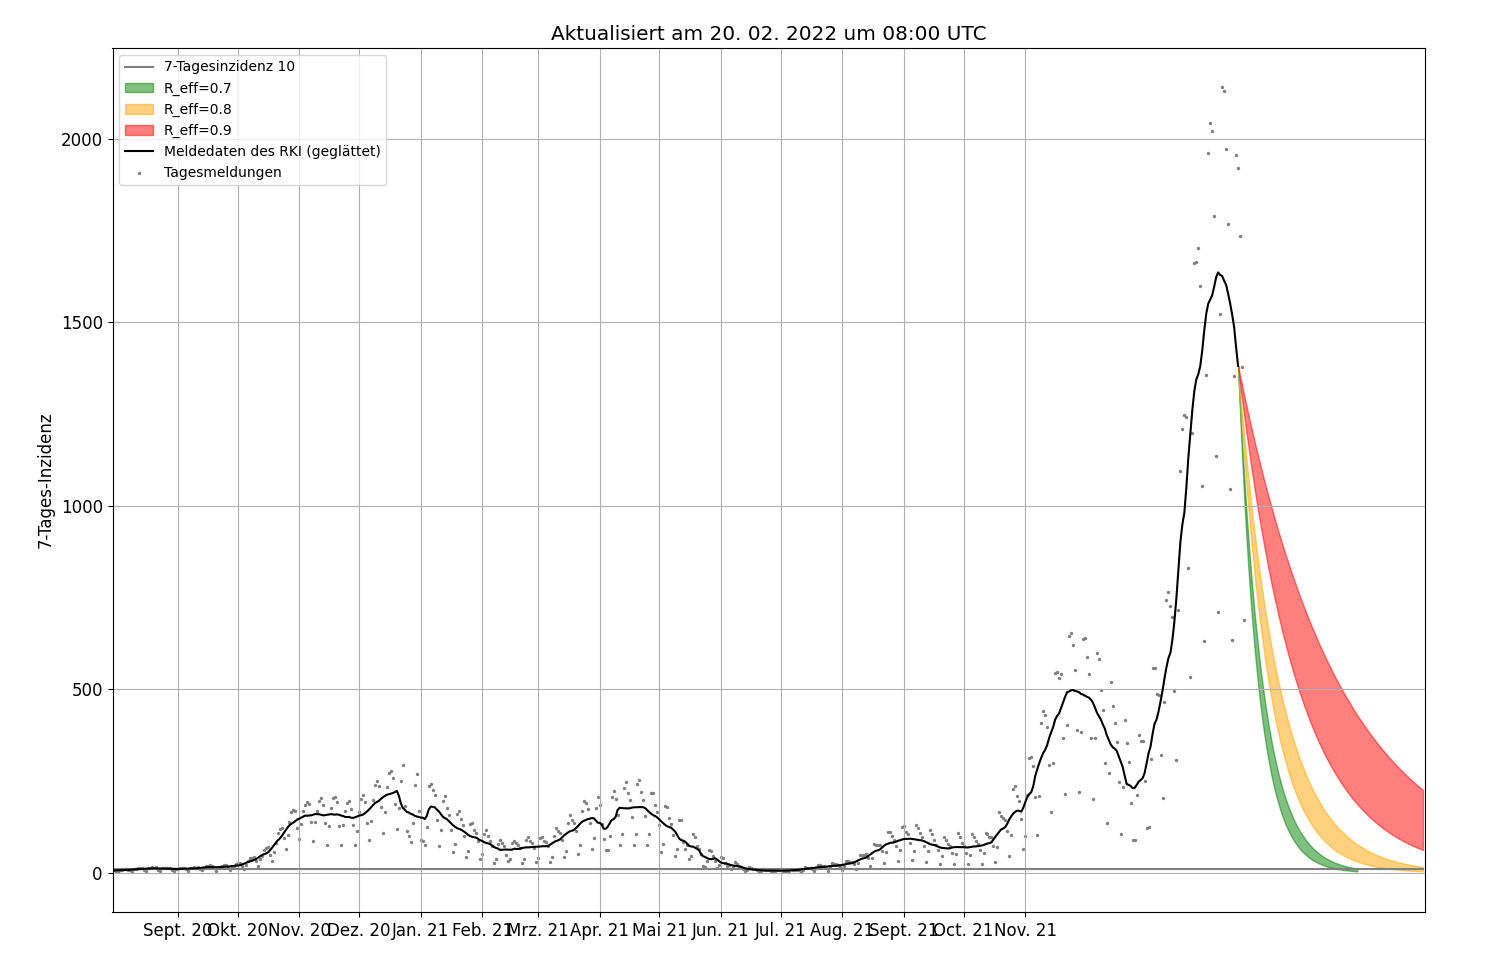 Aktualisiert am 20. 02. 2022 um 08:00 UTC
7-Tagesinzidenz 10
R_eff=0.7
R_eff=0.8
R_eff=0.9
Meldedaten des RKI (geglättet)
Tagesmeldungen
7-Tages-Inzidenz
2000
1500
1000
500
0
Sept. 20 Okt. 20 Nov. 20 Dez. 20 Jan. 21 Feb. 21 Mrz. 21 Apr. 21 Mai 21 Jun. 21 Jul. 21 Aug. 21 Sept. 21 Oct. 21 Nov. 21